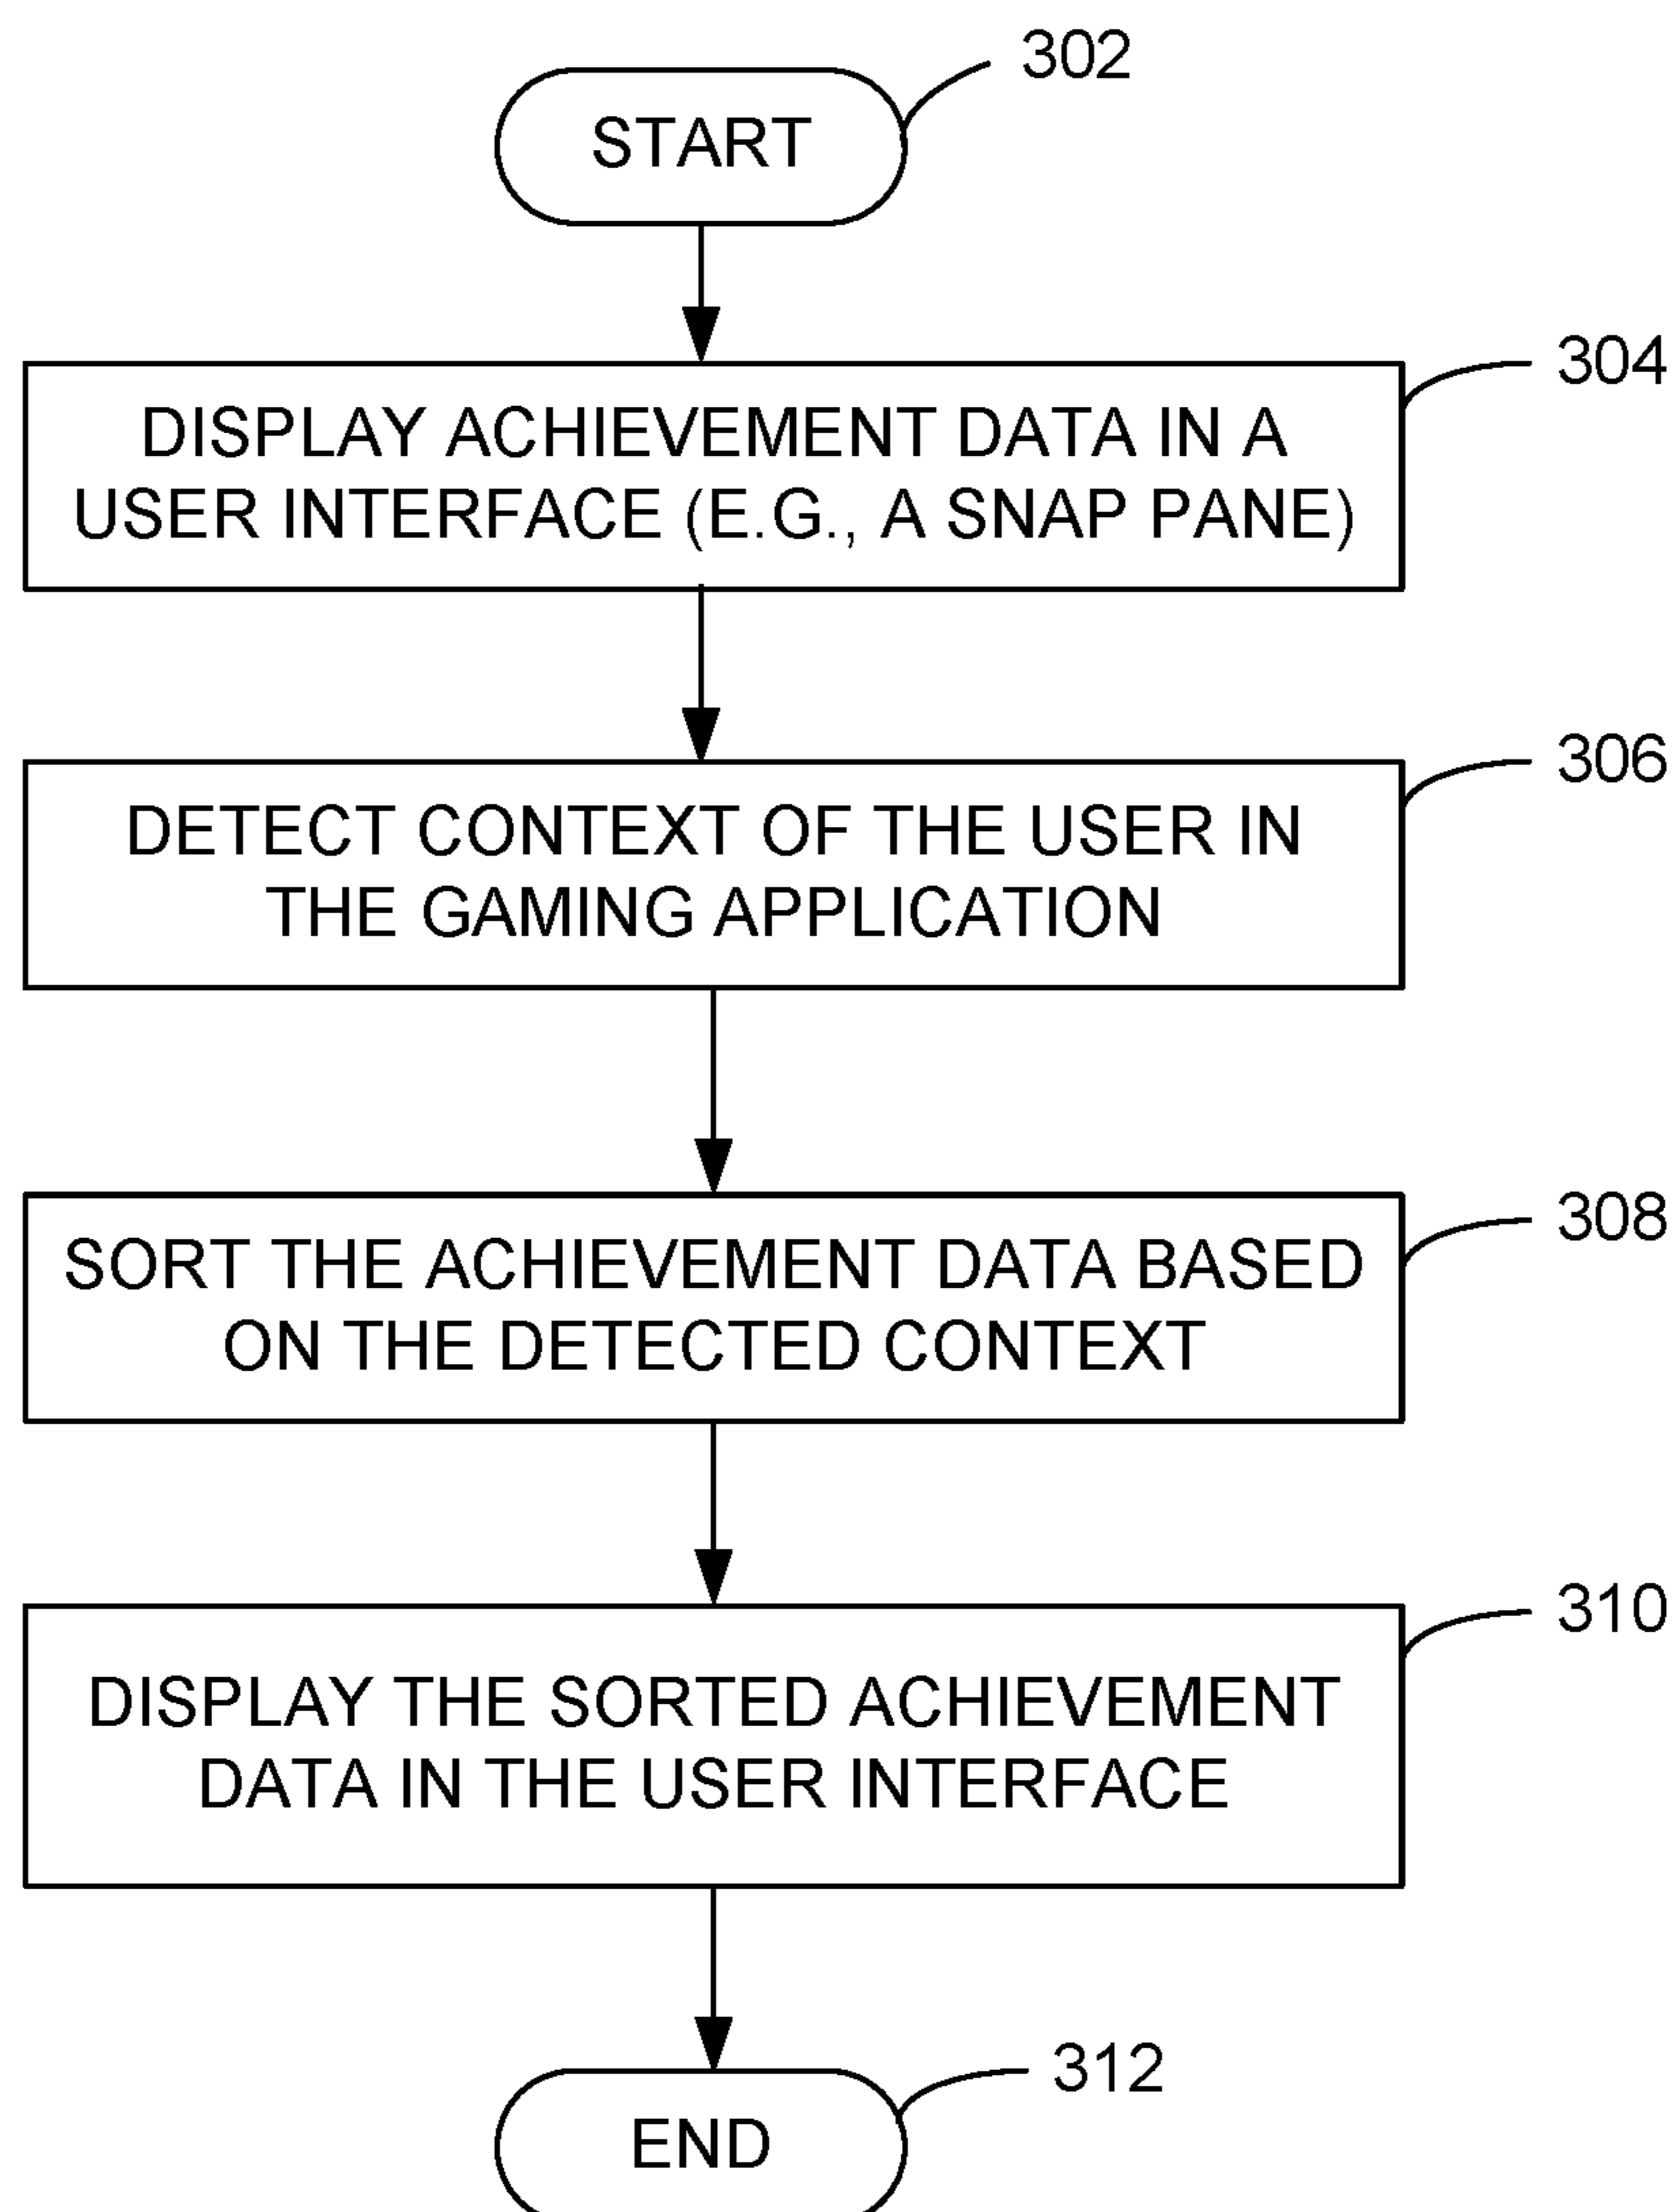 302
START
304
DISPLAY ACHIEVEMENT DATA IN A
USER INTERFACE (E.G., A SNAP PANE)
306
DETECT CONTEXT OF THE USER IN
THE GAMING APPLICATION
308
SORT THE ACHIEVEMENT DATA BASED
ON THE DETECTED CONTEXT
310
DISPLAY THE SORTED ACHIEVEMENT
DATA IN THE USER INTERFACE
312
END